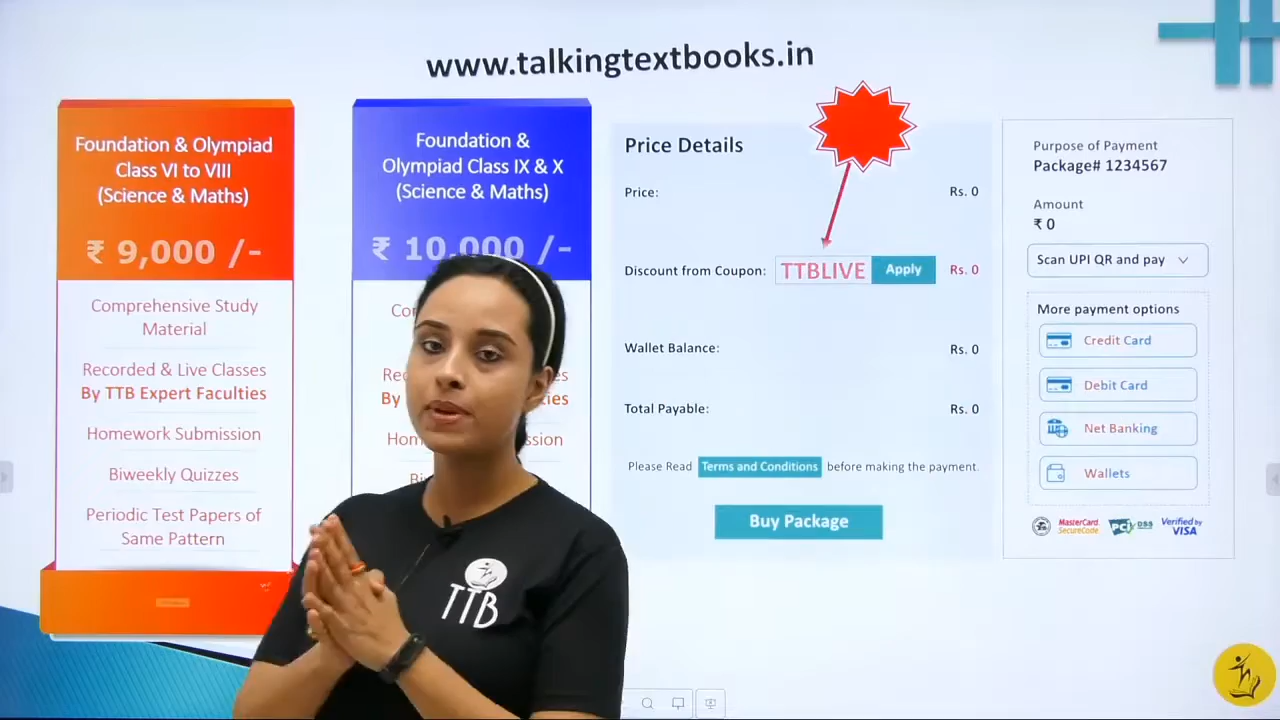 www.talkingtextbooks.in
Foundation & Olympiad
Class VI to VIII
(Science & Maths)
₹ 9,000 /-
Comprehensive Study
Material
Recorded & Live Classes
By TTB Expert Faculties
Homework Submission
Biweekly Quizzes
Periodic Test Papers of
Same Pattern
Foundation &
Olympiad Class IX & X
(Science & Maths)
₹ 10,000 /-
Price Details
Price: Rs. 0
Discount from Coupon: TTBLIVE Apply Rs. 0
Wallet Balance: Rs. 0
Total Payable: Rs. 0
Please Read Terms and Conditions before making the payment.
Buy Package
Purpose of Payment
Package# 1234567
Amount
₹ 0
Scan UPI QR and pay
More payment options
Credit Card
Debit Card
Net Banking
Wallets
MasterCard.
SecureCode
PCI DSS
Verified by
VISA
TTB